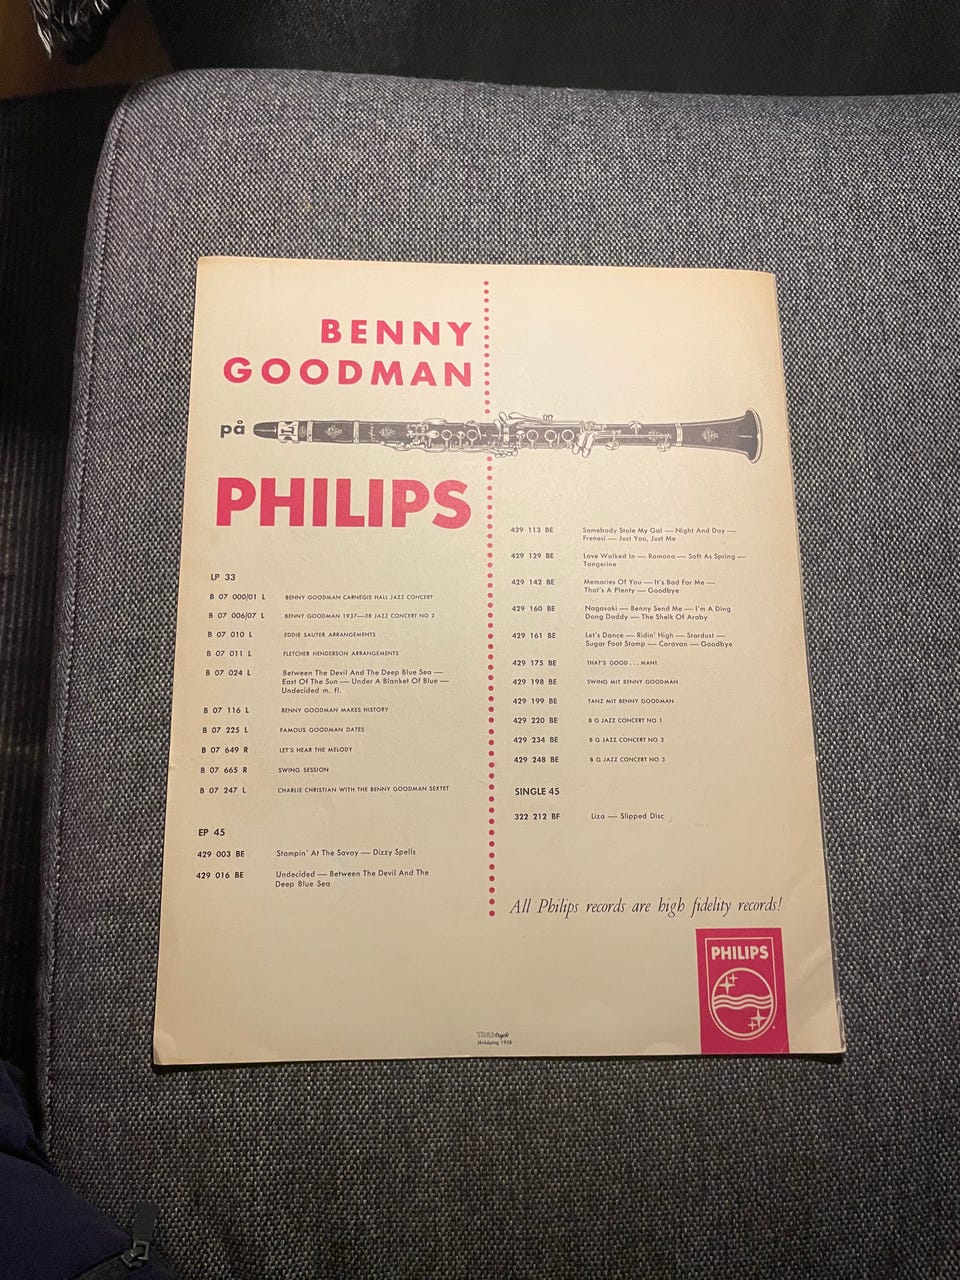 BENNY
GOODMAN
på
PHILIPS
LP 33
B 07 000/01 L BENNY GOODMAN CARNEGIE HALL JAZZ CONCERT
B 07 006/07 L BENNY GOODMAN 1937—38 JAZZ CONCERT NO 2
B 07 010 L EDDIE SAUTER ARRANGEMENTS
B 07 011 L FLETCHER HENDERSON ARRANGEMENTS
B 07 024 L Between The Devil And The Deep Blue Sea —
East Of The Sun — Under A Blanket Of Blue —
Undecided m. fl.
B 07 116 L BENNY GOODMAN MAKES HISTORY
B 07 225 L FAMOUS GOODMAN DATES
B 07 649 R LET'S HEAR THE MELODY
B 07 665 R SWING SESSION
B 07 247 L CHARLIE CHRISTIAN WITH THE BENNY GOODMAN SEXTET
EP 45
429 003 BE Stompin' At The Savoy — Dizzy Spells
429 016 BE Undecided — Between The Devil And The
Deep Blue Sea
429 113 BE Somebody Stole My Gal — Night And Day —
Frenesi — Just You, Just Me
429 129 BE Love Walked In — Ramona — Soft As Spring —
Tangerine
429 142 BE Memories Of You — It's Bad For Me —
That's A Plenty — Goodbye
429 160 BE Nagasaki — Benny Send Me — I'm A Ding
Dong Daddy — The Sheik Of Araby
429 161 BE Let's Dance — Ridin' High — Stardust —
Sugar Foot Stomp — Caravan — Goodbye
429 175 BE THAT'S GOOD... MAN!
429 198 BE SWING MIT BENNY GOODMAN
429 199 BE TANZ MIT BENNY GOODMAN
429 220 BE B G JAZZ CONCERT NO 1
429 234 BE B G JAZZ CONCERT NO 2
429 248 BE B G JAZZ CONCERT NO 3
SINGLE 45
322 212 BF Liza — Slipped Disc
All Philips records are high fidelity records!
PHILIPS
Jönköping 1958